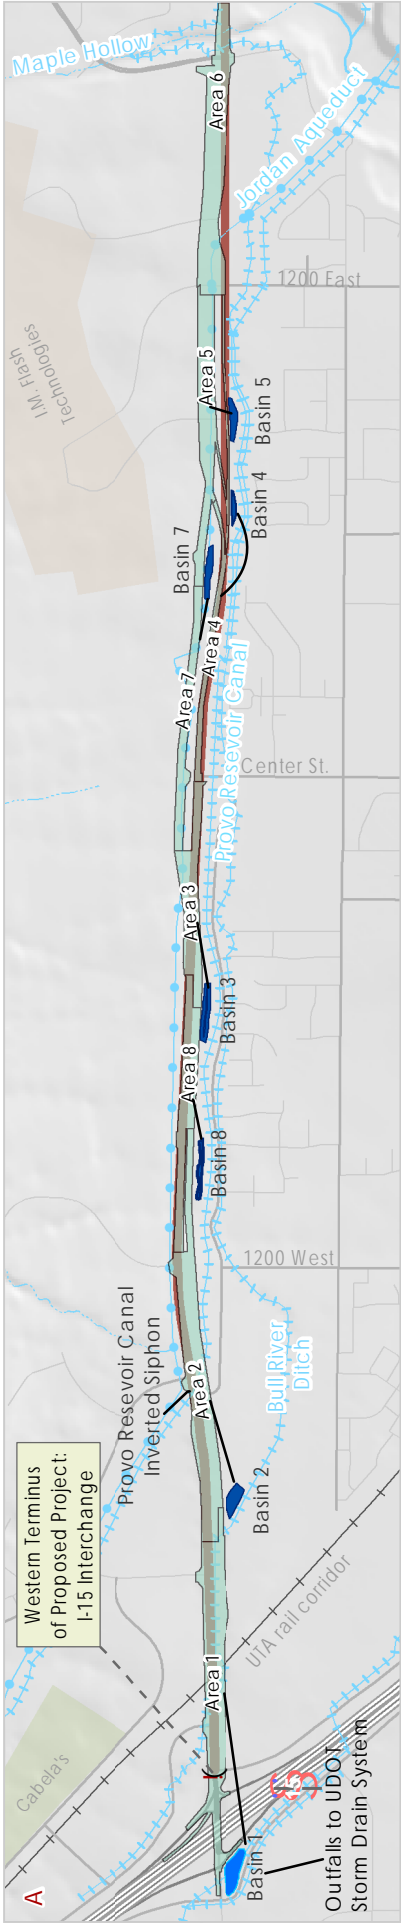 Maple Hollow
Area 6
Jordan Aqueduct
1200 East
I.M. Flash
Technologies
Area 5
Basin 5
Basin 4
Basin 7
Area 4
Area 7
Provo Resevoir Canal
Center St.
Area 3
Basin 3
Area 8
Basin 8
1200 West
Provo Resevoir Canal
Inverted Siphon
Area 2
Bull River
Ditch
Basin 2
Western Terminus
of Proposed Project:
I-15 Interchange
UTA rail corridor
Area 1
Cabela's
15
Basin 1
Outfalls to UDOT
Storm Drain System
A